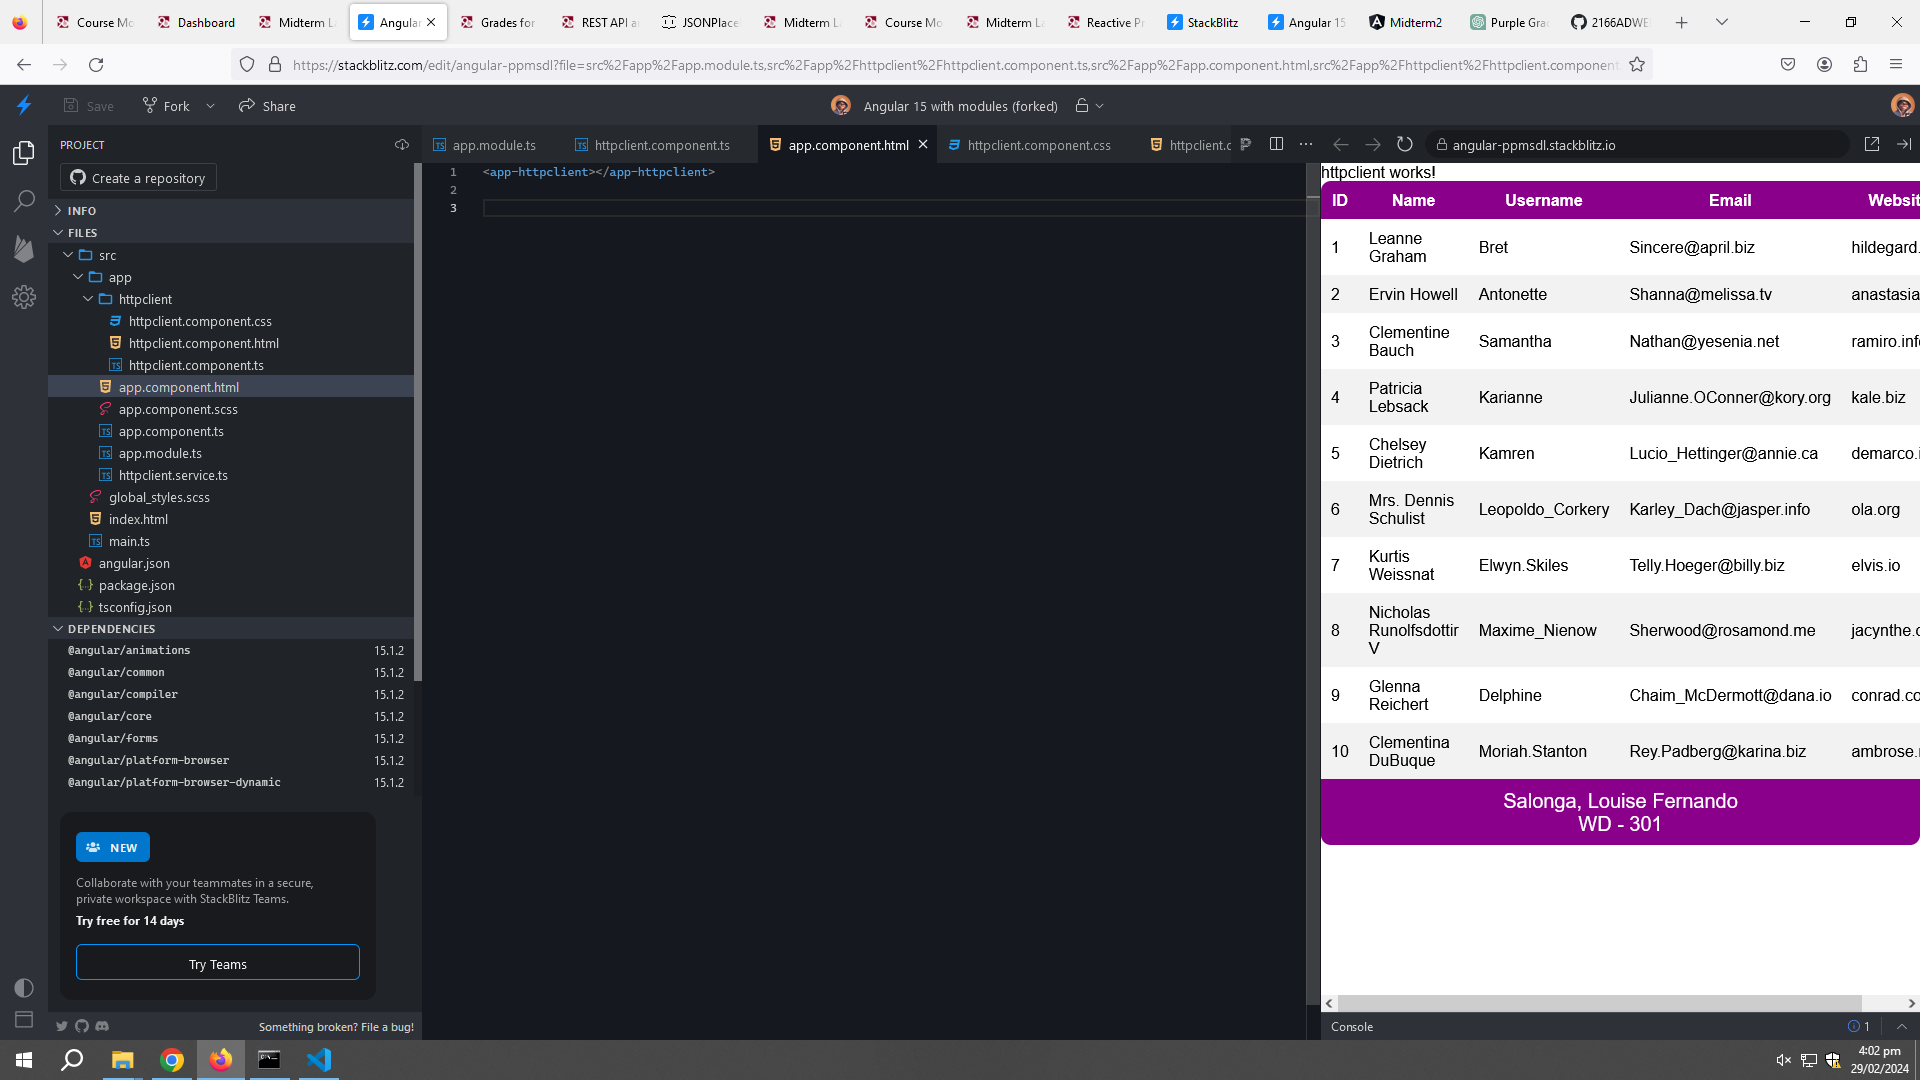 Course Mo
Dashboard
Midterm L
Angular
Grades for
REST API a
JSONPlace
Midterm L
Course Mo
Midterm L
Reactive P
StackBlitz
Angular 15
Midterm2
Purple Gra
2166ADWE
https://stackblitz.com/edit/angular-ppmsdl?file=src%2Fapp%2Fapp.module.ts,src%2Fapp%2Fhttpclient%2Fhttpclient.component.ts,src%2Fapp%2Fapp.component.html,src%2Fapp%2Fhttpclient%2Fhttpclient.component
Save
Fork
Share
Angular 15 with modules (forked)
PROJECT
Create a repository
INFO
FILES
src
app
httpclient
httpclient.component.css
httpclient.component.html
httpclient.component.ts
app.component.html
app.component.scss
app.component.ts
app.module.ts
httpclient.service.ts
global_styles.scss
index.html
main.ts
angular.json
package.json
tsconfig.json
DEPENDENCIES
@angular/animations 15.1.2
@angular/common 15.1.2
@angular/compiler 15.1.2
@angular/core 15.1.2
@angular/forms 15.1.2
@angular/platform-browser 15.1.2
@angular/platform-browser-dynamic 15.1.2
NEW
Collaborate with your teammates in a secure,
private workspace with StackBlitz Teams.
Try free for 14 days
Try Teams
Something broken? File a bug!
app.module.ts
httpclient.component.ts
app.component.html
httpclient.component.css
httpclient.c
1 <app-httpclient></app-httpclient>
2
3
angular-ppmsdl.stackblitz.io
httpclient works!
ID Name Username Email Websit
1 Leanne Graham Bret Sincere@april.biz hildegard.
2 Ervin Howell Antonette Shanna@melissa.tv anastasia
3 Clementine Bauch Samantha Nathan@yesenia.net ramiro.inf
4 Patricia Lebsack Karianne Julianne.OConner@kory.org kale.biz
5 Chelsey Dietrich Kamren Lucio_Hettinger@annie.ca demarco.i
6 Mrs. Dennis Schulist Leopoldo_Corkery Karley_Dach@jasper.info ola.org
7 Kurtis Weissnat Elwyn.Skiles Telly.Hoeger@billy.biz elvis.io
8 Nicholas Runolfsdottir V Maxime_Nienow Sherwood@rosamond.me jacynthe.c
9 Glenna Reichert Delphine Chaim_McDermott@dana.io conrad.co
10 Clementina DuBuque Moriah.Stanton Rey.Padberg@karina.biz ambrose.
Salonga, Louise Fernando
WD - 301
Console
1
4:02 pm
29/02/2024